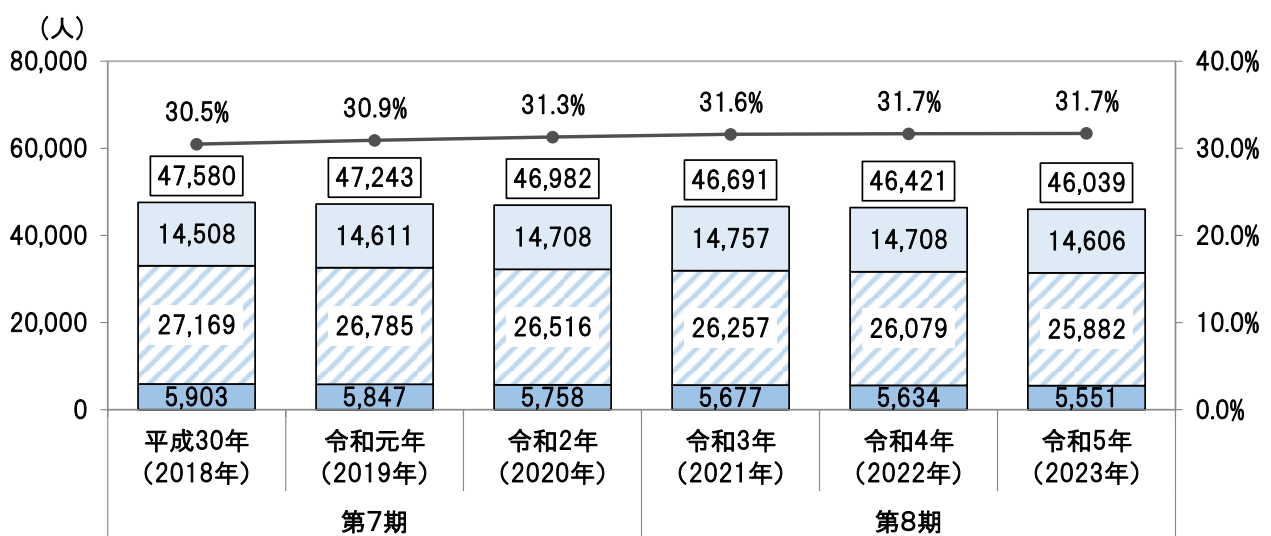 （人）
80,000 40.0%
30.5% 30.9% 31.3% 31.6% 31.7% 31.7%
60,000 30.0%
47,580 47,243 46,982 46,691 46,421 46,039
40,000 20.0%
14,508 14,611 14,708 14,757 14,708 14,606
20,000 10.0%
27,169 26,785 26,516 26,257 26,079 25,882
5,903 5,847 5,758 5,677 5,634 5,551
0 0.0%
平成30年 令和元年 令和2年 令和3年 令和4年 令和5年
（2018年） （2019年） （2020年） （2021年） （2022年） （2023年）
第7期 第8期